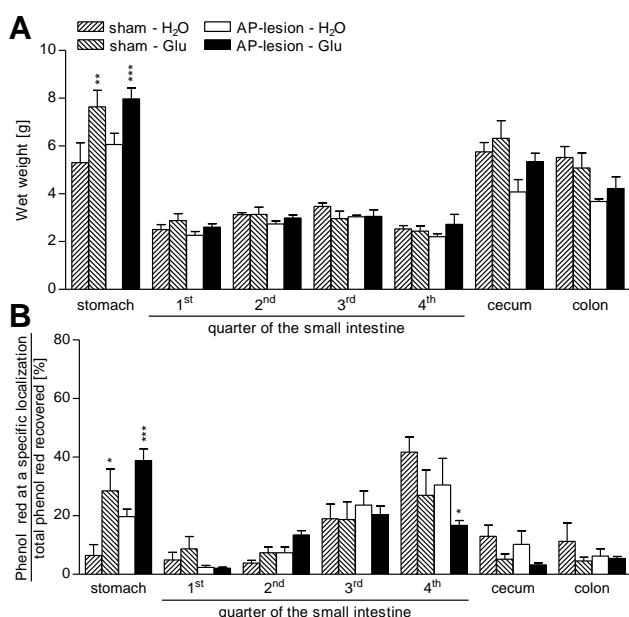 A
sham - H₂O AP-lesion - H₂O
sham - Glu AP-lesion - Glu
Wet weight [g]
10
8
6
4
2
0
** ***
stomach 1st 2nd 3rd 4th cecum colon
quarter of the small intestine
B
Phenol red at a specific localization
total phenol red recovered [%]
80
60
40
20
0
* *** *
stomach 1st 2nd 3rd 4th cecum colon
quarter of the small intestine